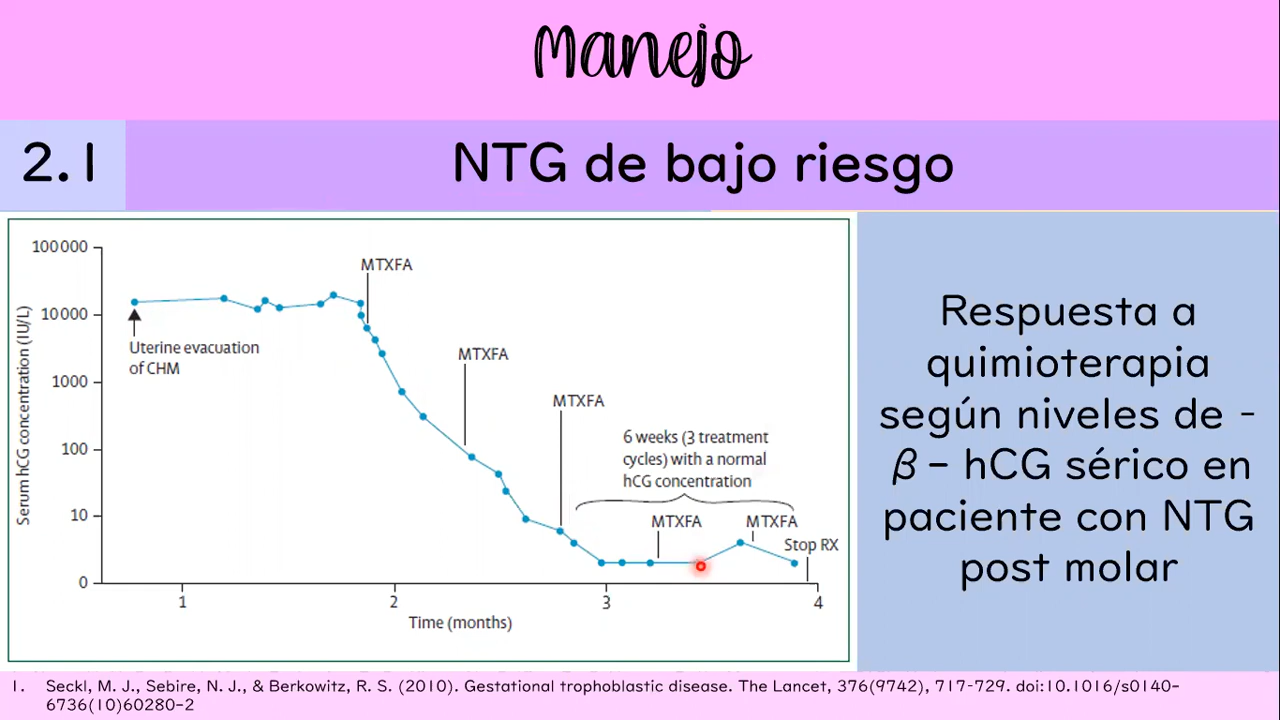 Manejo
2.1
NTG de bajo riesgo
100 000
10 000
1000
100
10
0
Serum hCG concentration (IU/L)
Uterine evacuation
of CHM
MTXFA
MTXFA
MTXFA
6 weeks (3 treatment
cycles) with a normal
hCG concentration
MTXFA
MTXFA
Stop RX
1
2
3
4
Time (months)
Respuesta a
quimioterapia
según niveles de -
β - hCG sérico en
paciente con NTG
post molar
1. Seckl, M. J., Sebire, N. J., & Berkowitz, R. S. (2010). Gestational trophoblastic disease. The Lancet, 376(9742), 717-729. doi:10.1016/s0140-
6736(10)60280-2